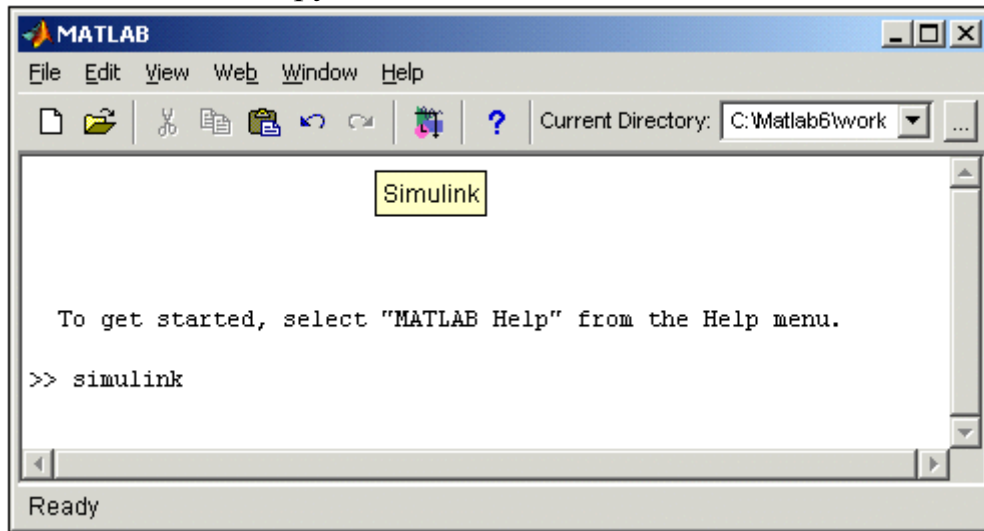 MATLAB
File Edit View Web Window Help
? Current Directory: C:\Matlab6\work ...
Simulink
To get started, select "MATLAB Help" from the Help menu.
>> simulink
Ready